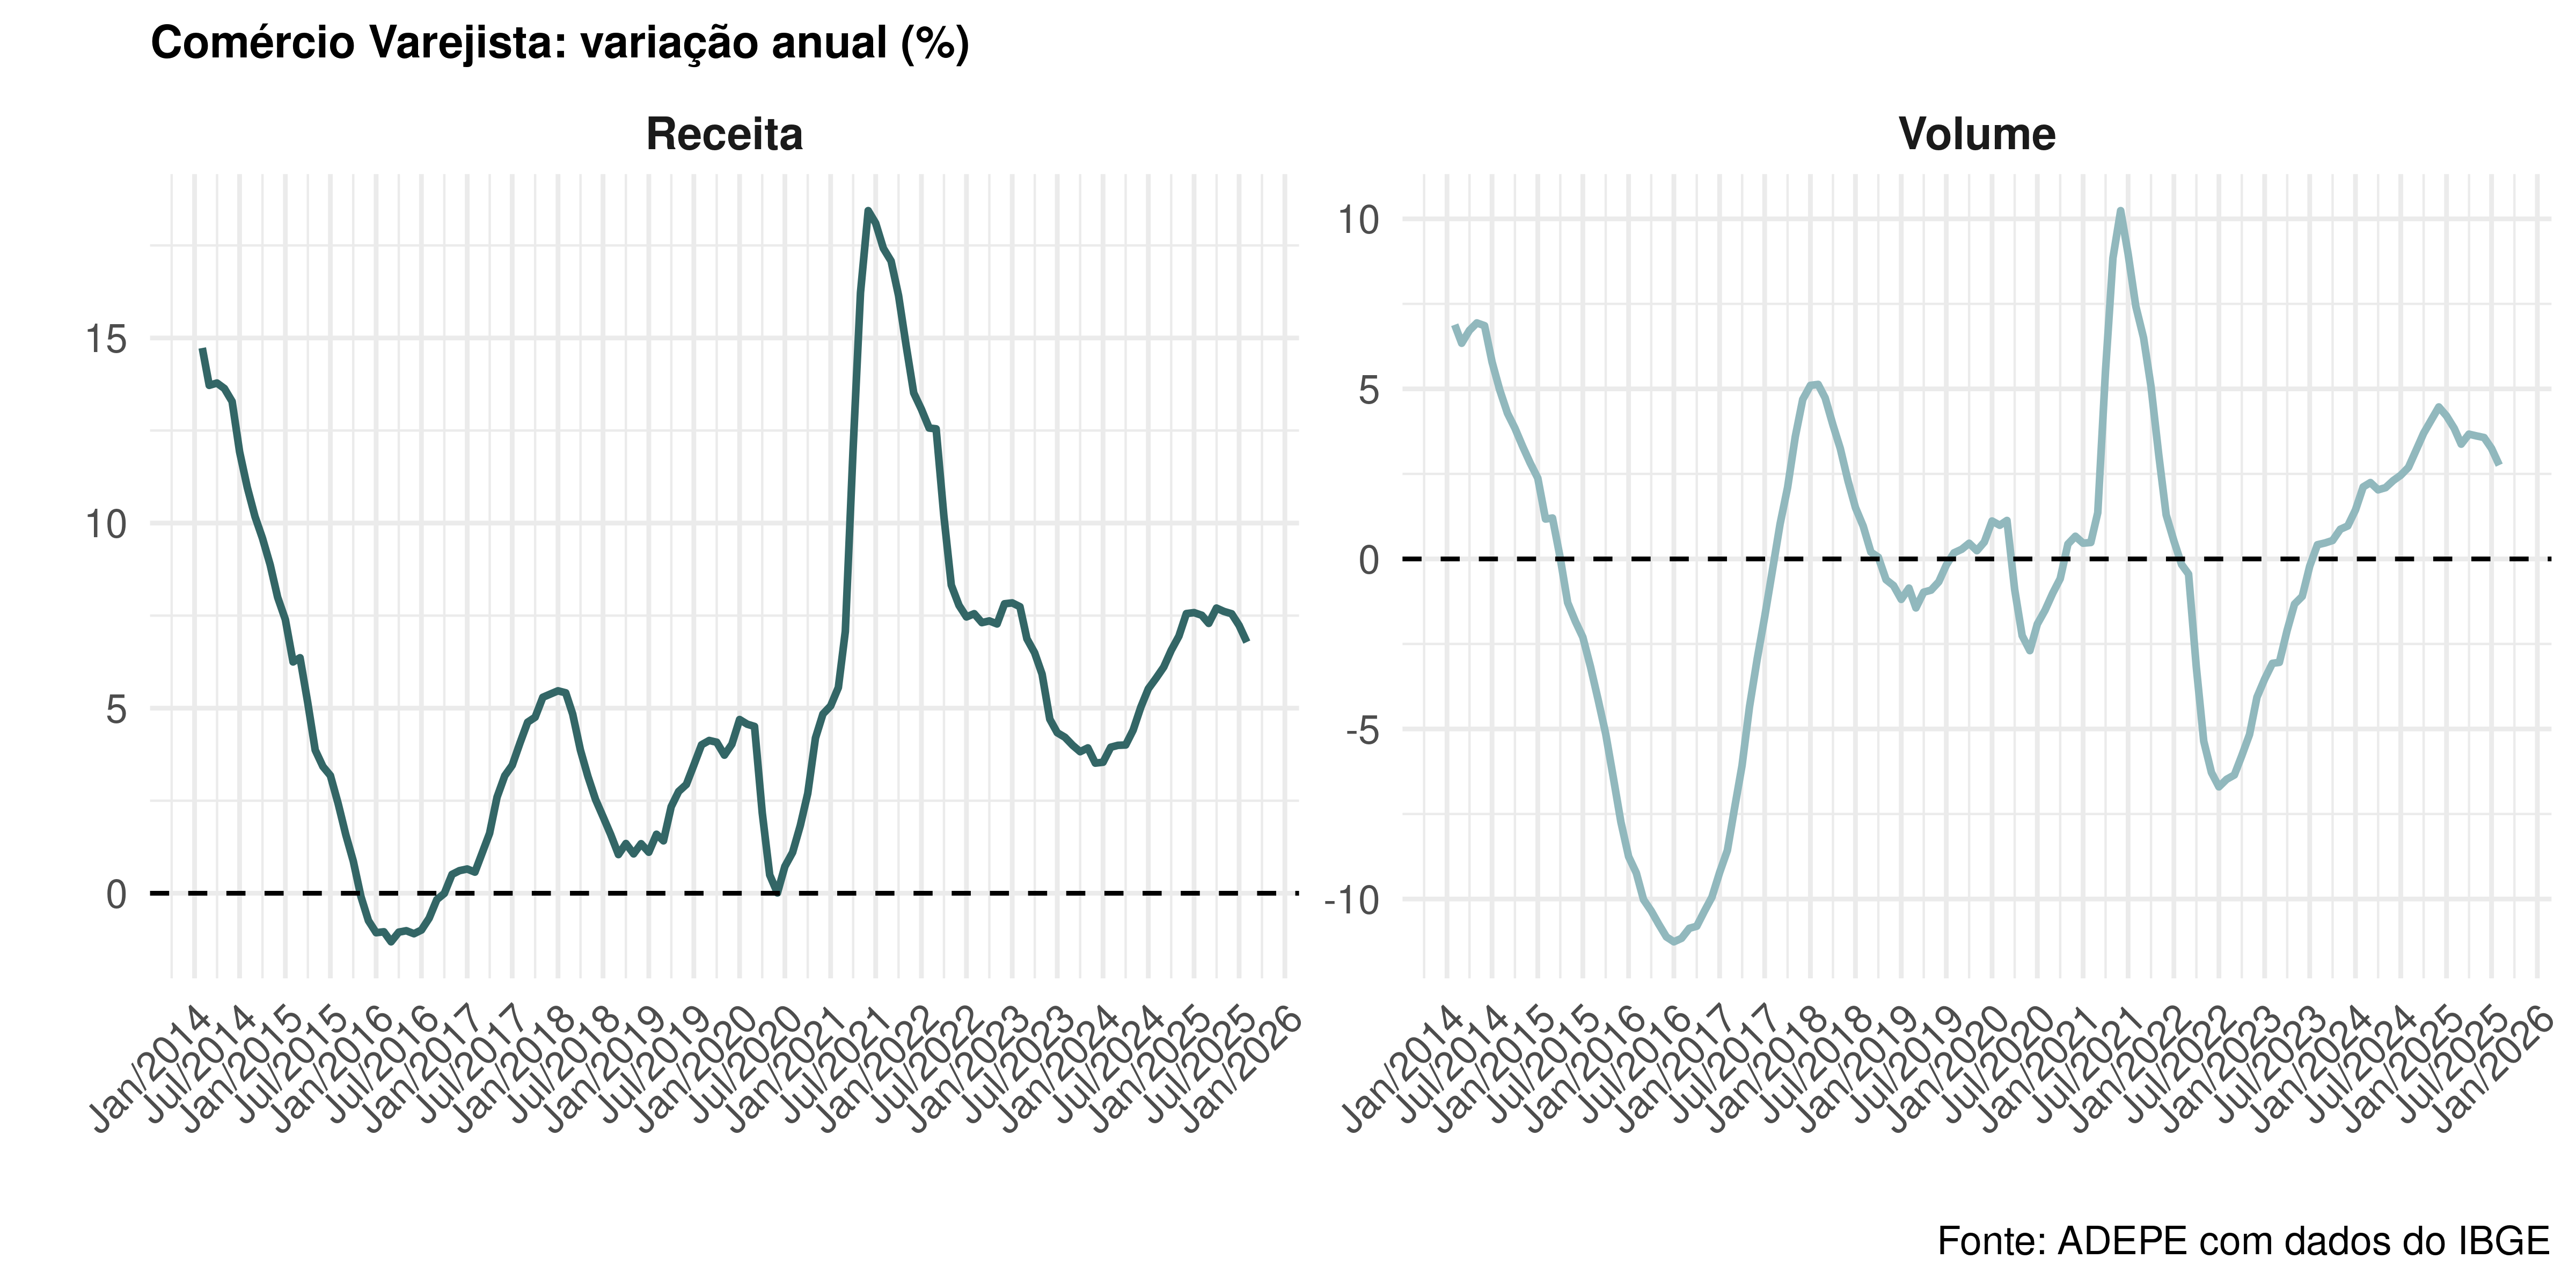 Comércio Varejista: variação anual (%)
Receita
15
10
5
0
Jan/2014
Jul/2014
Jan/2015
Jul/2015
Jan/2016
Jul/2016
Jan/2017
Jul/2017
Jan/2018
Jul/2018
Jan/2019
Jul/2019
Jan/2020
Jul/2020
Jan/2021
Jul/2021
Jan/2022
Jul/2022
Jan/2023
Jul/2023
Jan/2024
Jul/2024
Jan/2025
Jul/2025
Jan/2026
Volume
10
5
0
-5
-10
Jan/2014
Jul/2014
Jan/2015
Jul/2015
Jan/2016
Jul/2016
Jan/2017
Jul/2017
Jan/2018
Jul/2018
Jan/2019
Jul/2019
Jan/2020
Jul/2020
Jan/2021
Jul/2021
Jan/2022
Jul/2022
Jan/2023
Jul/2023
Jan/2024
Jul/2024
Jan/2025
Jul/2025
Jan/2026
Fonte: ADEPE com dados do IBGE